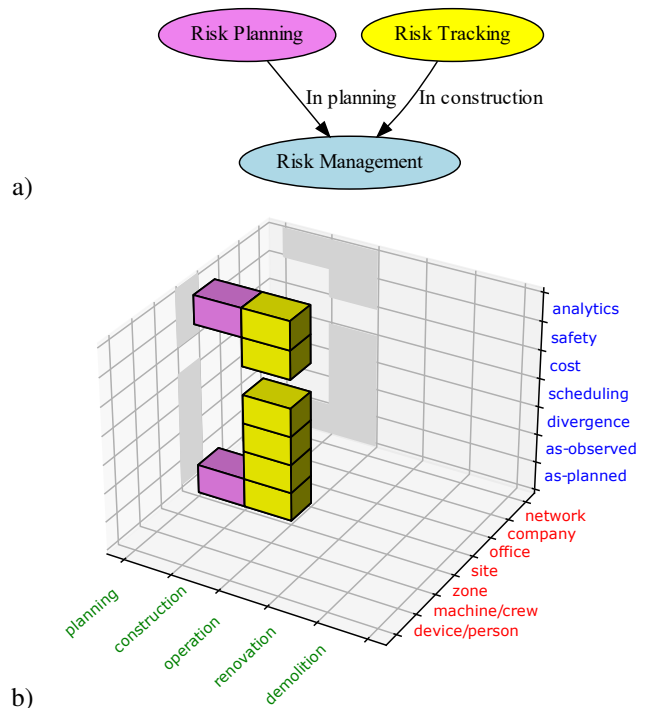 Risk Planning
Risk Tracking
In planning
In construction
Risk Management
a)
analytics
safety
cost
scheduling
divergence
as-observed
as-planned
network
company
office
site
zone
machine/crew
device/person
planning
construction
operation
renovation
demolition
b)